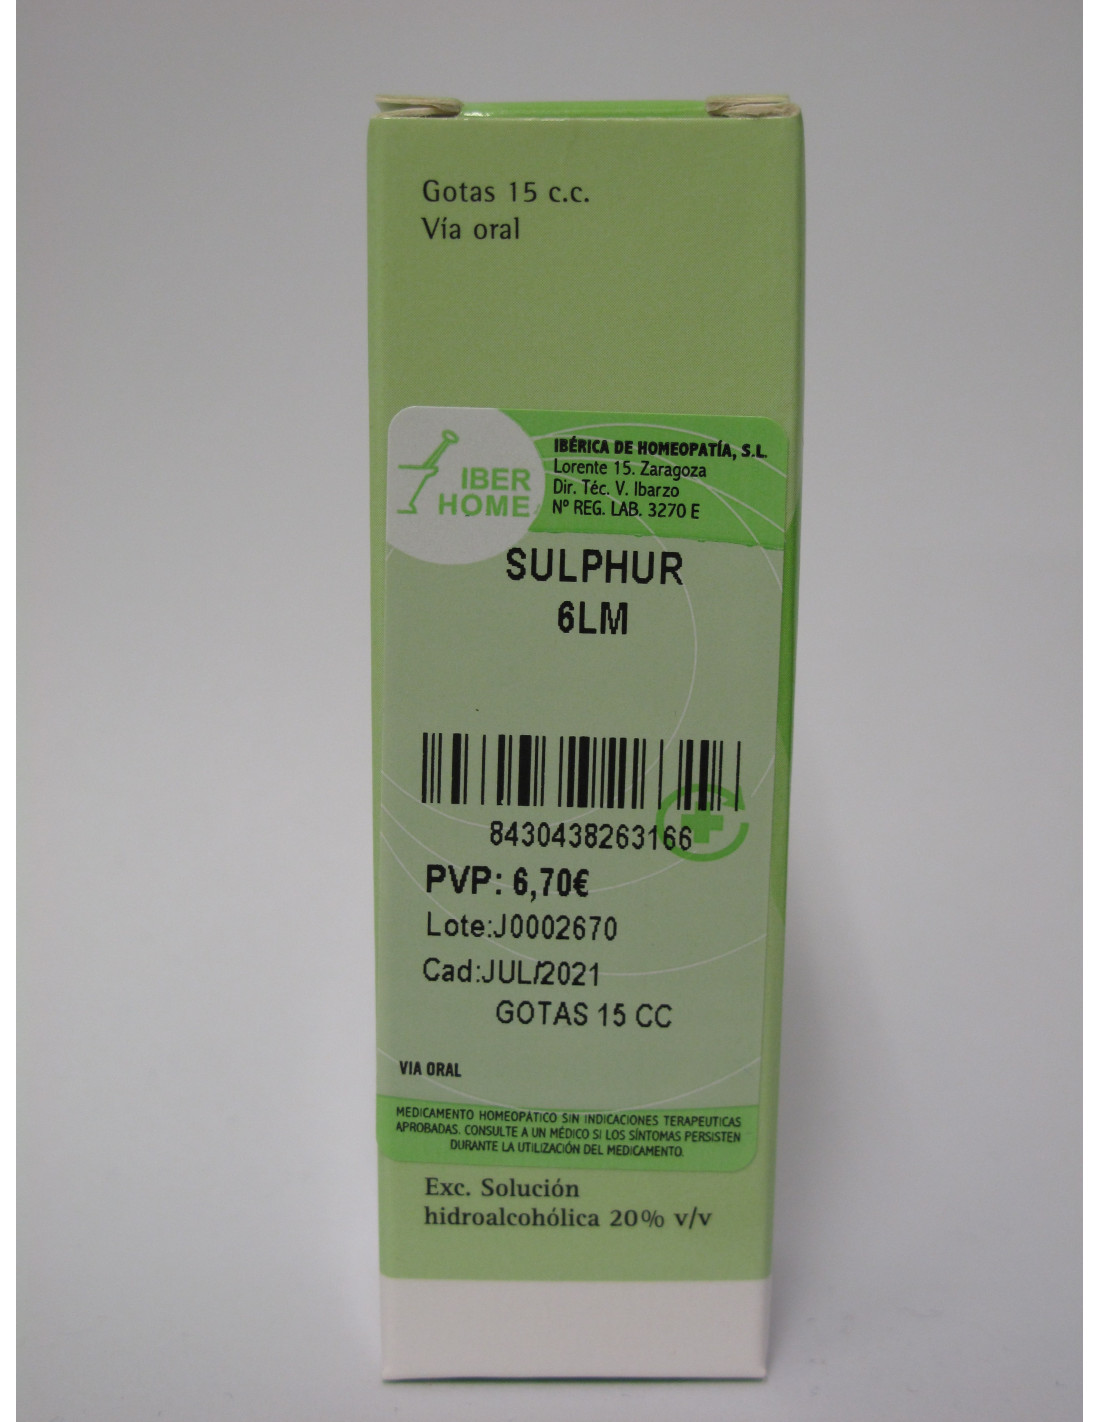 Gotas 15 c.c.
Vía oral
IBER
HOME
IBÉRICA DE HOMEOPATÍA, S.L.
Lorente 15. Zaragoza
Dir. Téc. V. Ibarzo
Nº REG. LAB. 3270 E
SULPHUR
6LM
8430438263166
PVP: 6,70€
Lote:J0002670
Cad:JUL/2021
GOTAS 15 CC
VIA ORAL
MEDICAMENTO HOMEOPÁTICO SIN INDICACIONES TERAPEUTICAS
APROBADAS. CONSULTE A UN MÉDICO SI LOS SÍNTOMAS PERSISTEN
DURANTE LA UTILIZACIÓN DEL MEDICAMENTO.
Exc. Solución
hidroalcohólica 20% v/v